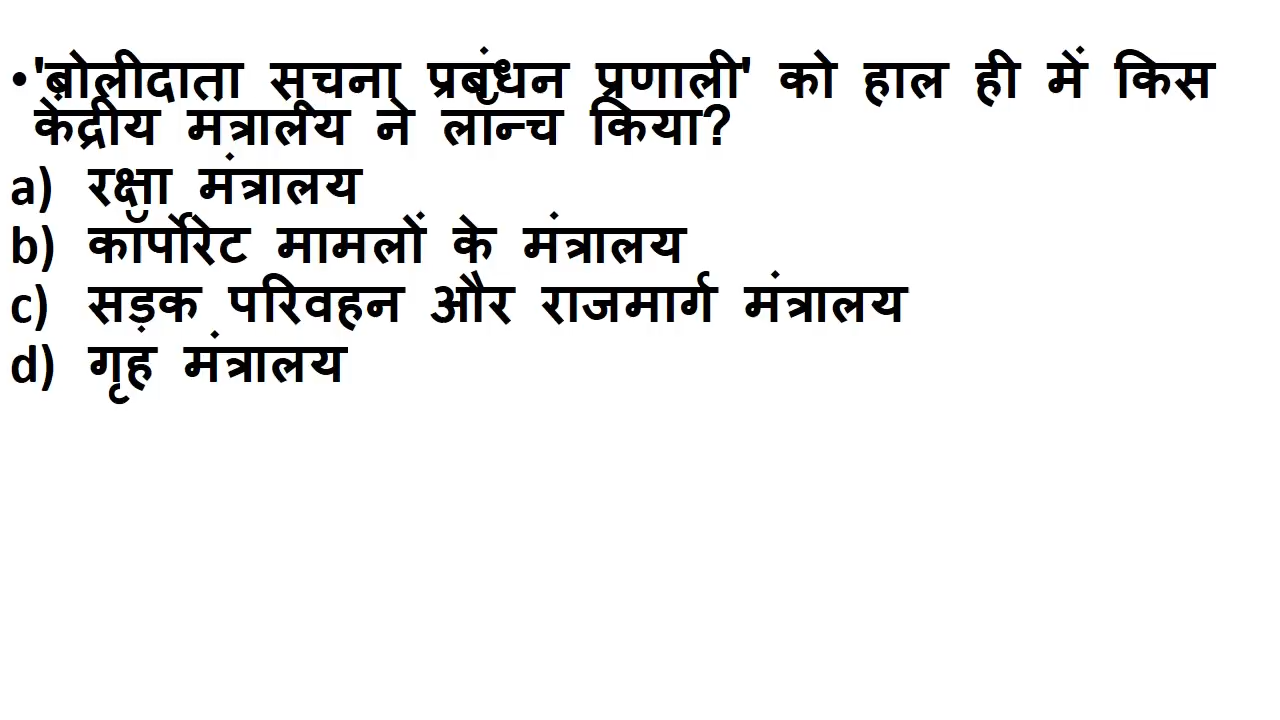 •'बोलीदाता सूचना प्रबंधन प्रणाली' को हाल ही में किस
केंद्रीय मंत्रालय ने लॉन्च किया?
a) रक्षा मंत्रालय
b) कॉर्पोरेट मामलों के मंत्रालय
c) सड़क परिवहन और राजमार्ग मंत्रालय
d) गृह मंत्रालय